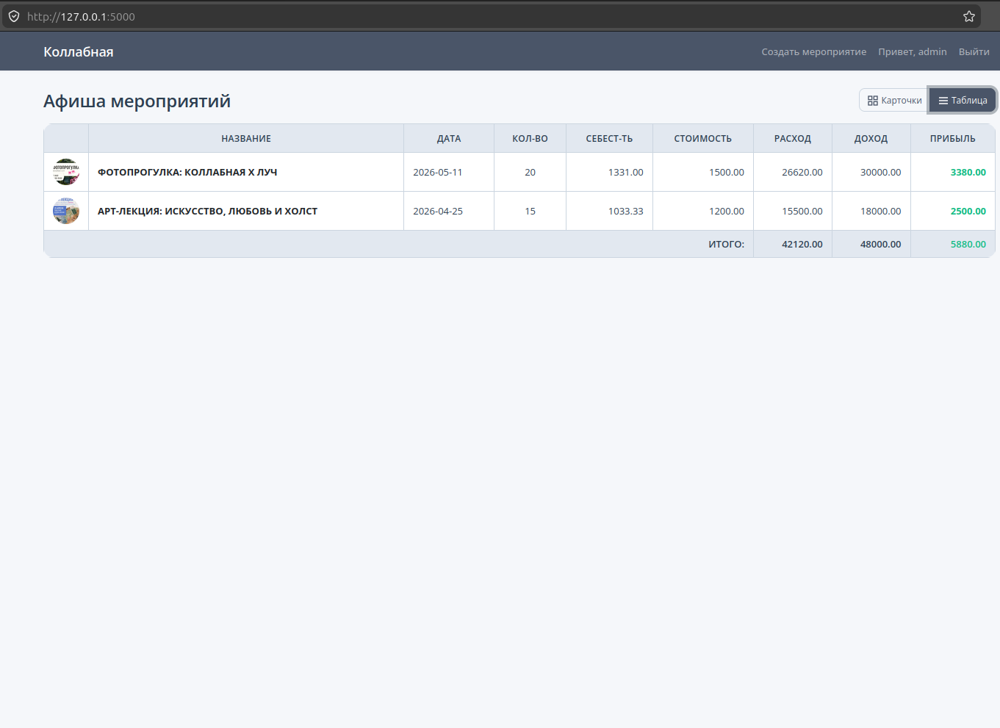 http://127.0.0.1:5000
Коллабная
Создать мероприятие Привет, admin Выйти
Афиша мероприятий
Карточки Таблица
НАЗВАНИЕ ДАТА КОЛ-ВО СЕБЕСТ-ТЬ СТОИМОСТЬ РАСХОД ДОХОД ПРИБЫЛЬ
ФОТОПРОГУЛКА: КОЛЛАБНАЯ Х ЛУЧ 2026-05-11 20 1331.00 1500.00 26620.00 30000.00 3380.00
АРТ-ЛЕКЦИЯ: ИСКУССТВО, ЛЮБОВЬ И ХОЛСТ 2026-04-25 15 1033.33 1200.00 15500.00 18000.00 2500.00
ИТОГО: 42120.00 48000.00 5880.00